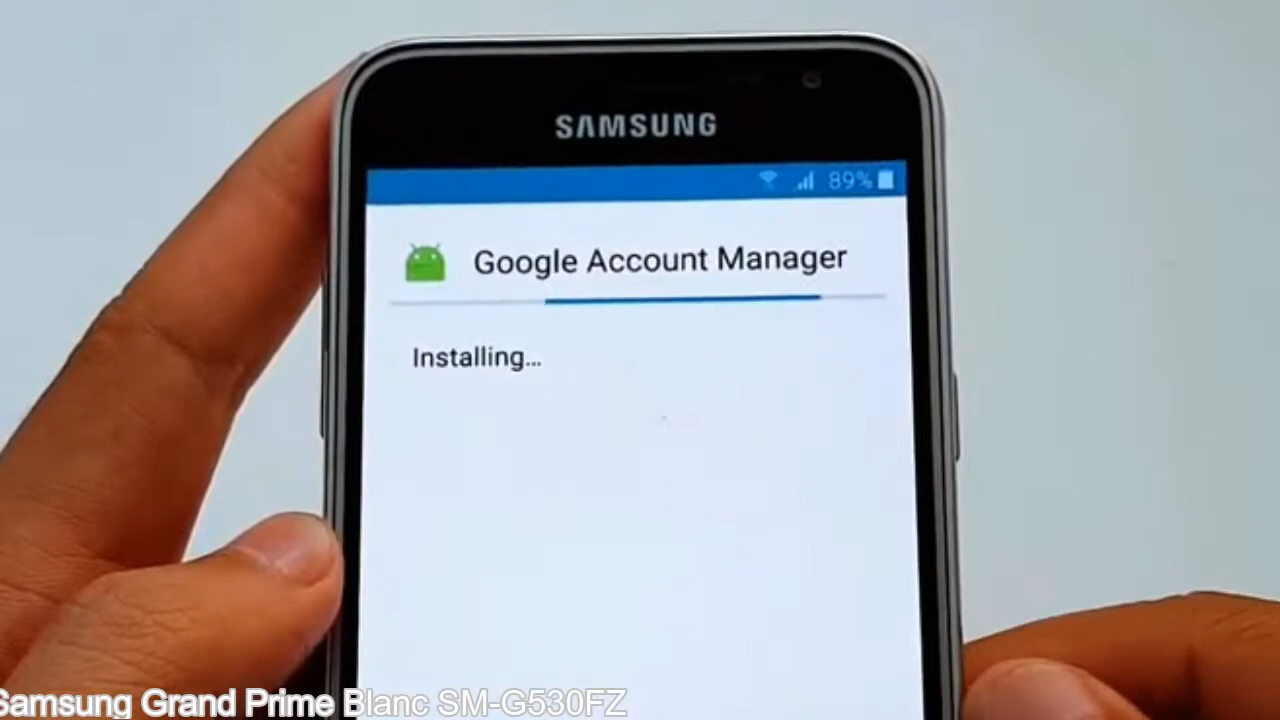 SAMSUNG
89%
Google Account Manager
Installing...
Samsung Grand Prime Blanc SM-G530FZ